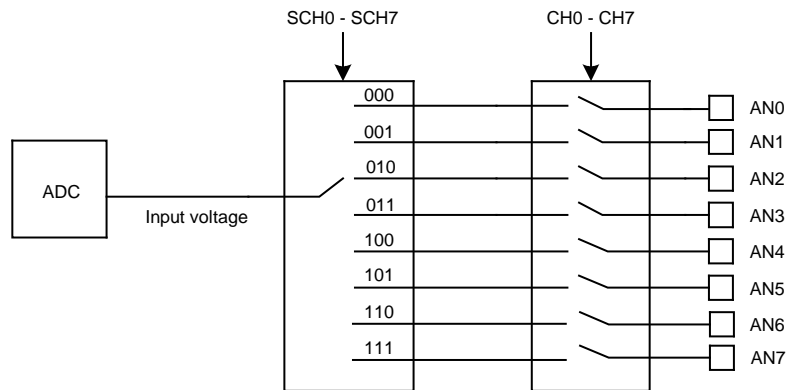 SCH0 - SCH7 CH0 - CH7
000 AN0
001 AN1
010 AN2
ADC
Input voltage
011 AN3
100 AN4
101 AN5
110 AN6
111 AN7